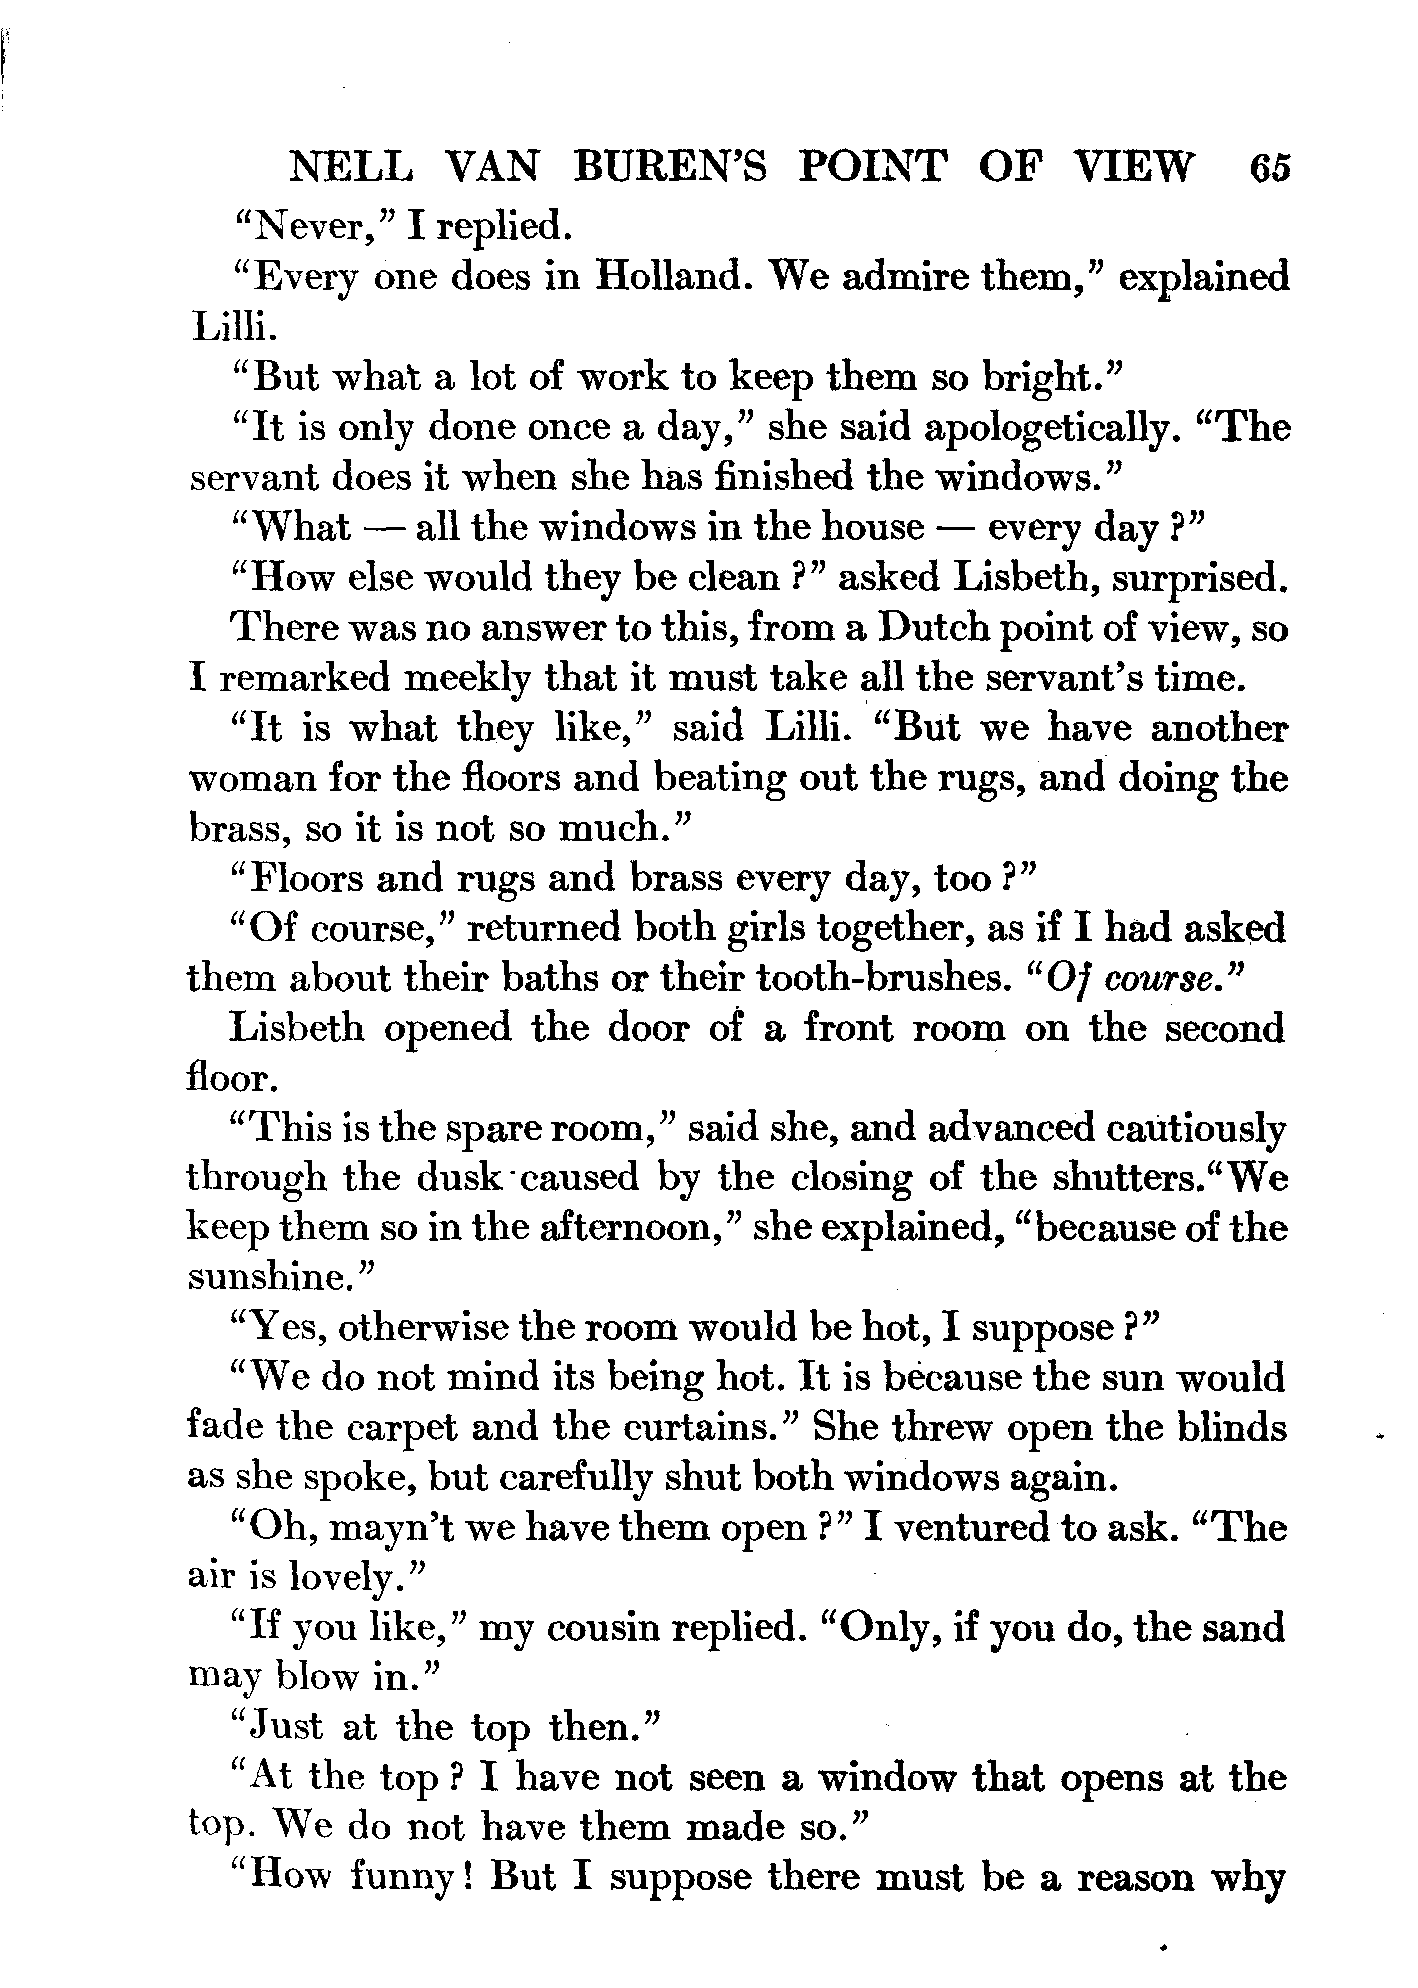 NELL VAN BUREN'S POINT OF VIEW 65
"Never," I replied.
"Every one does in Holland. We admire them," explained
Lilli.
"But what a lot of work to keep them so bright."
"It is only done once a day," she said apologetically. "The
servant does it when she has finished the windows."
"What — all the windows in the house — every day ?"
"How else would they be clean ?" asked Lisbeth, surprised.
There was no answer to this, from a Dutch point of view, so
I remarked meekly that it must take all the servant's time.
"It is what they like," said Lilli. "But we have another
woman for the floors and beating out the rugs, and doing the
brass, so it is not so much."
"Floors and rugs and brass every day, too ?"
"Of course," returned both girls together, as if I had asked
them about their baths or their tooth-brushes. "Of course."
Lisbeth opened the door of a front room on the second
floor.
"This is the spare room," said she, and advanced cautiously
through the dusk caused by the closing of the shutters."We
keep them so in the afternoon," she explained, "because of the
sunshine."
"Yes, otherwise the room would be hot, I suppose ?"
"We do not mind its being hot. It is because the sun would
fade the carpet and the curtains." She threw open the blinds
as she spoke, but carefully shut both windows again.
"Oh, mayn't we have them open ?" I ventured to ask. "The
air is lovely."
"If you like," my cousin replied. "Only, if you do, the sand
may blow in."
"Just at the top then."
"At the top ? I have not seen a window that opens at the
top. We do not have them made so."
"How funny! But I suppose there must be a reason why